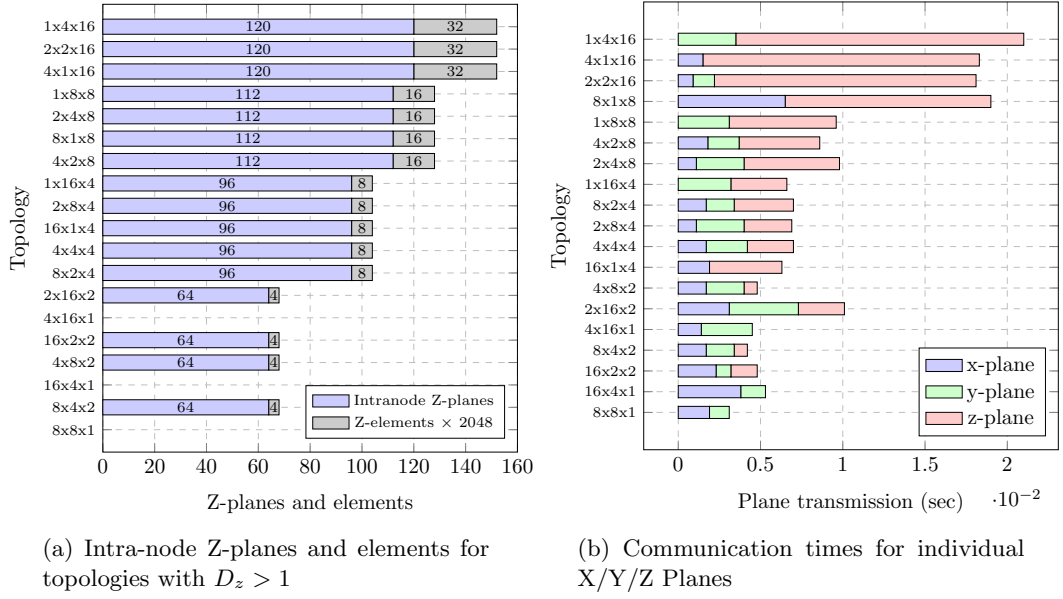 1x4x16
2x2x16
4x1x16
1x8x8
2x4x8
8x1x8
4x2x8
1x16x4
2x8x4
16x1x4
4x4x4
8x2x4
2x16x2
4x16x1
16x2x2
4x8x2
16x4x1
8x4x2
8x8x1
Topology
120 32
120 32
120 32
112 16
112 16
112 16
112 16
96 8
96 8
96 8
96 8
96 8
64 4
64 4
64 4
64 4
Intranode Z-planes
Z-elements × 2048
0 20 40 60 80 100 120 140 160
Z-planes and elements
(a) Intra-node Z-planes and elements for
topologies with D_z > 1
1x4x16
4x1x16
2x2x16
8x1x8
1x8x8
4x2x8
2x4x8
1x16x4
8x2x4
2x8x4
4x4x4
16x1x4
4x8x2
2x16x2
4x16x1
8x4x2
16x2x2
16x4x1
8x8x1
Topology
x-plane
y-plane
z-plane
0 0.5 1 1.5 2
Plane transmission (sec) ·10⁻²
(b) Communication times for individual
X/Y/Z Planes